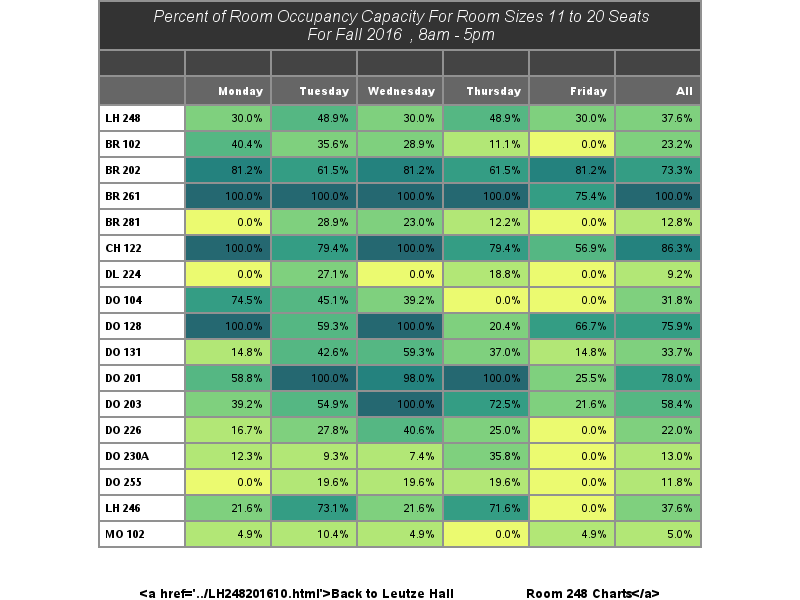 Percent of Room Occupancy Capacity For Room Sizes 11 to 20 Seats
For Fall 2016 , 8am - 5pm
Monday Tuesday Wednesday Thursday Friday All
LH 248 30.0% 48.9% 30.0% 48.9% 30.0% 37.6%
BR 102 40.4% 35.6% 28.9% 11.1% 0.0% 23.2%
BR 202 81.2% 61.5% 81.2% 61.5% 81.2% 73.3%
BR 261 100.0% 100.0% 100.0% 100.0% 75.4% 100.0%
BR 281 0.0% 28.9% 23.0% 12.2% 0.0% 12.8%
CH 122 100.0% 79.4% 100.0% 79.4% 56.9% 86.3%
DL 224 0.0% 27.1% 0.0% 18.8% 0.0% 9.2%
DO 104 74.5% 45.1% 39.2% 0.0% 0.0% 31.8%
DO 128 100.0% 59.3% 100.0% 20.4% 66.7% 75.9%
DO 131 14.8% 42.6% 59.3% 37.0% 14.8% 33.7%
DO 201 58.8% 100.0% 98.0% 100.0% 25.5% 78.0%
DO 203 39.2% 54.9% 100.0% 72.5% 21.6% 58.4%
DO 226 16.7% 27.8% 40.6% 25.0% 0.0% 22.0%
DO 230A 12.3% 9.3% 7.4% 35.8% 0.0% 13.0%
DO 255 0.0% 19.6% 19.6% 19.6% 0.0% 11.8%
LH 246 21.6% 73.1% 21.6% 71.6% 0.0% 37.6%
MO 102 4.9% 10.4% 4.9% 0.0% 4.9% 5.0%
<a href='../LH248201610.html'>Back to Leutze Hall Room 248 Charts</a>